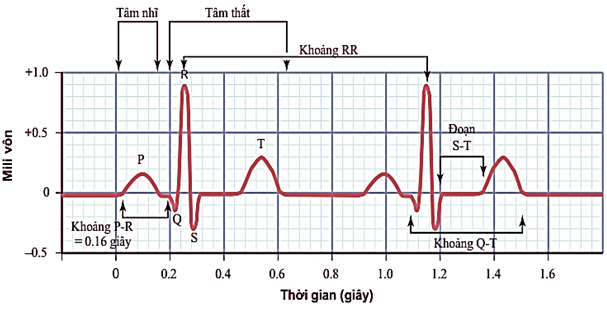 Tâm nhĩ
Tâm thất
Khoảng RR
+1.0
R
+0.5
Đoạn
S-T
P
T
Mili vôn
0
Khoảng P-R
= 0.16 giây
Q
S
Khoảng Q-T
–0.5
0
0.2
0.4
0.6
0.8
1.0
1.2
1.4
1.6
Thời gian (giây)